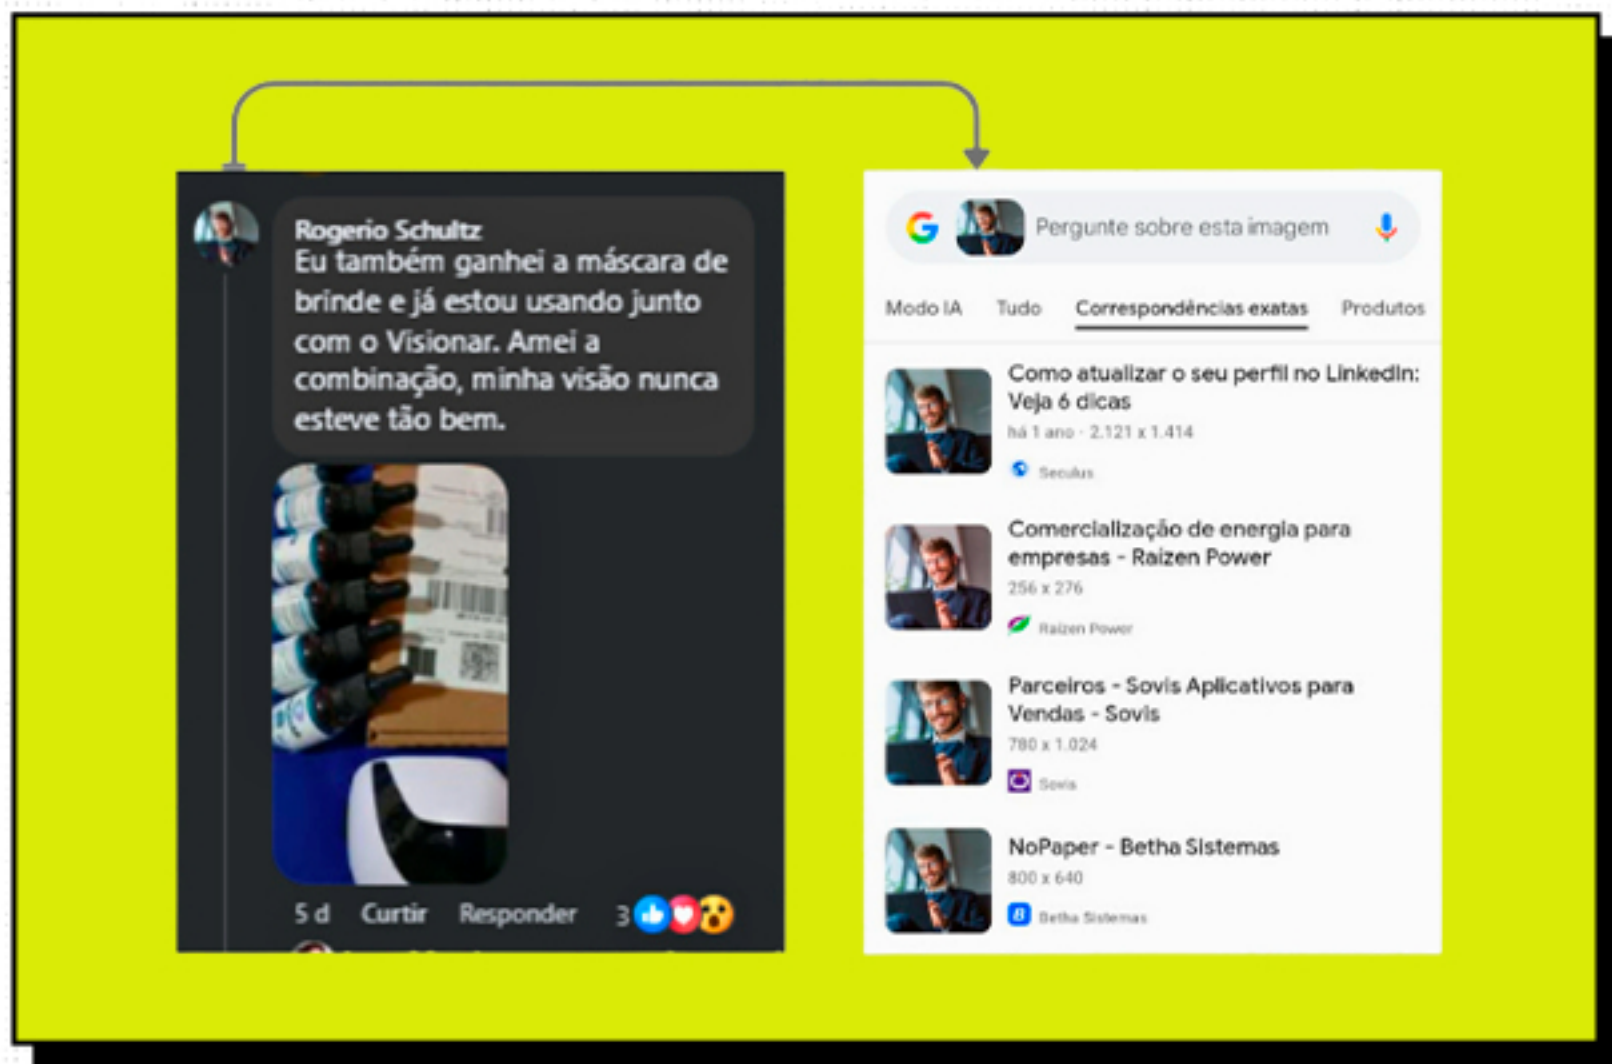 Rogerio Schultz
Eu também ganhei a máscara de
brinde e já estou usando junto
com o Visionar. Amei a
combinação, minha visão nunca
esteve tão bem.
5 d Curtir Responder 3
Pergunte sobre esta imagem
Modo IA Tudo Correspondências exatas Produtos
Como atualizar o seu perfil no LinkedIn:
Veja 6 dicas
há 1 ano · 2.121 x 1.414
Seculus
Comercialização de energia para
empresas - Raízen Power
256 x 276
Raízen Power
Parceiros - Sovis Aplicativos para
Vendas - Sovis
780 x 1.024
Sovis
NoPaper - Betha Sistemas
800 x 640
Betha Sistemas